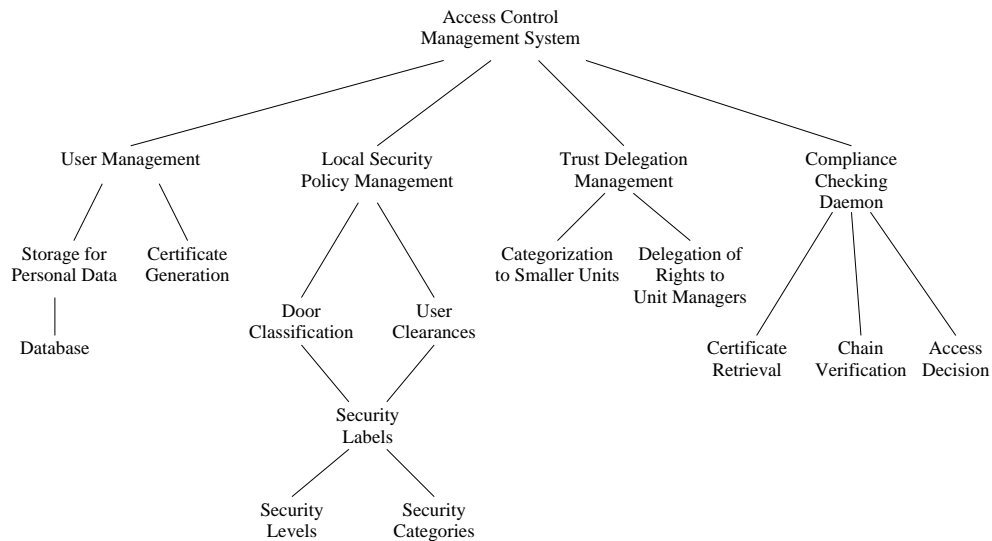 Access Control
Management System
User Management
Local Security
Policy Management
Trust Delegation
Management
Compliance
Checking
Daemon
Storage for
Personal Data
Certificate
Generation
Categorization
to Smaller Units
Delegation of
Rights to
Unit Managers
Door
Classification
User
Clearances
Database
Certificate
Retrieval
Chain
Verification
Access
Decision
Security
Labels
Security
Levels
Security
Categories